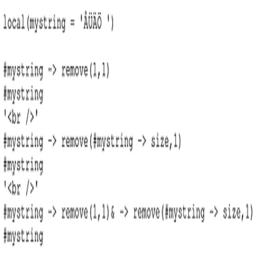 local(mystring = 'ÅÜÄÖ ')
#mystring -> remove(1,1)
#mystring
'<br />'
#mystring -> remove(#mystring -> size,1)
#mystring
'<br />'
#mystring -> remove(1,1)& -> remove(#mystring -> size,1)
#mystring